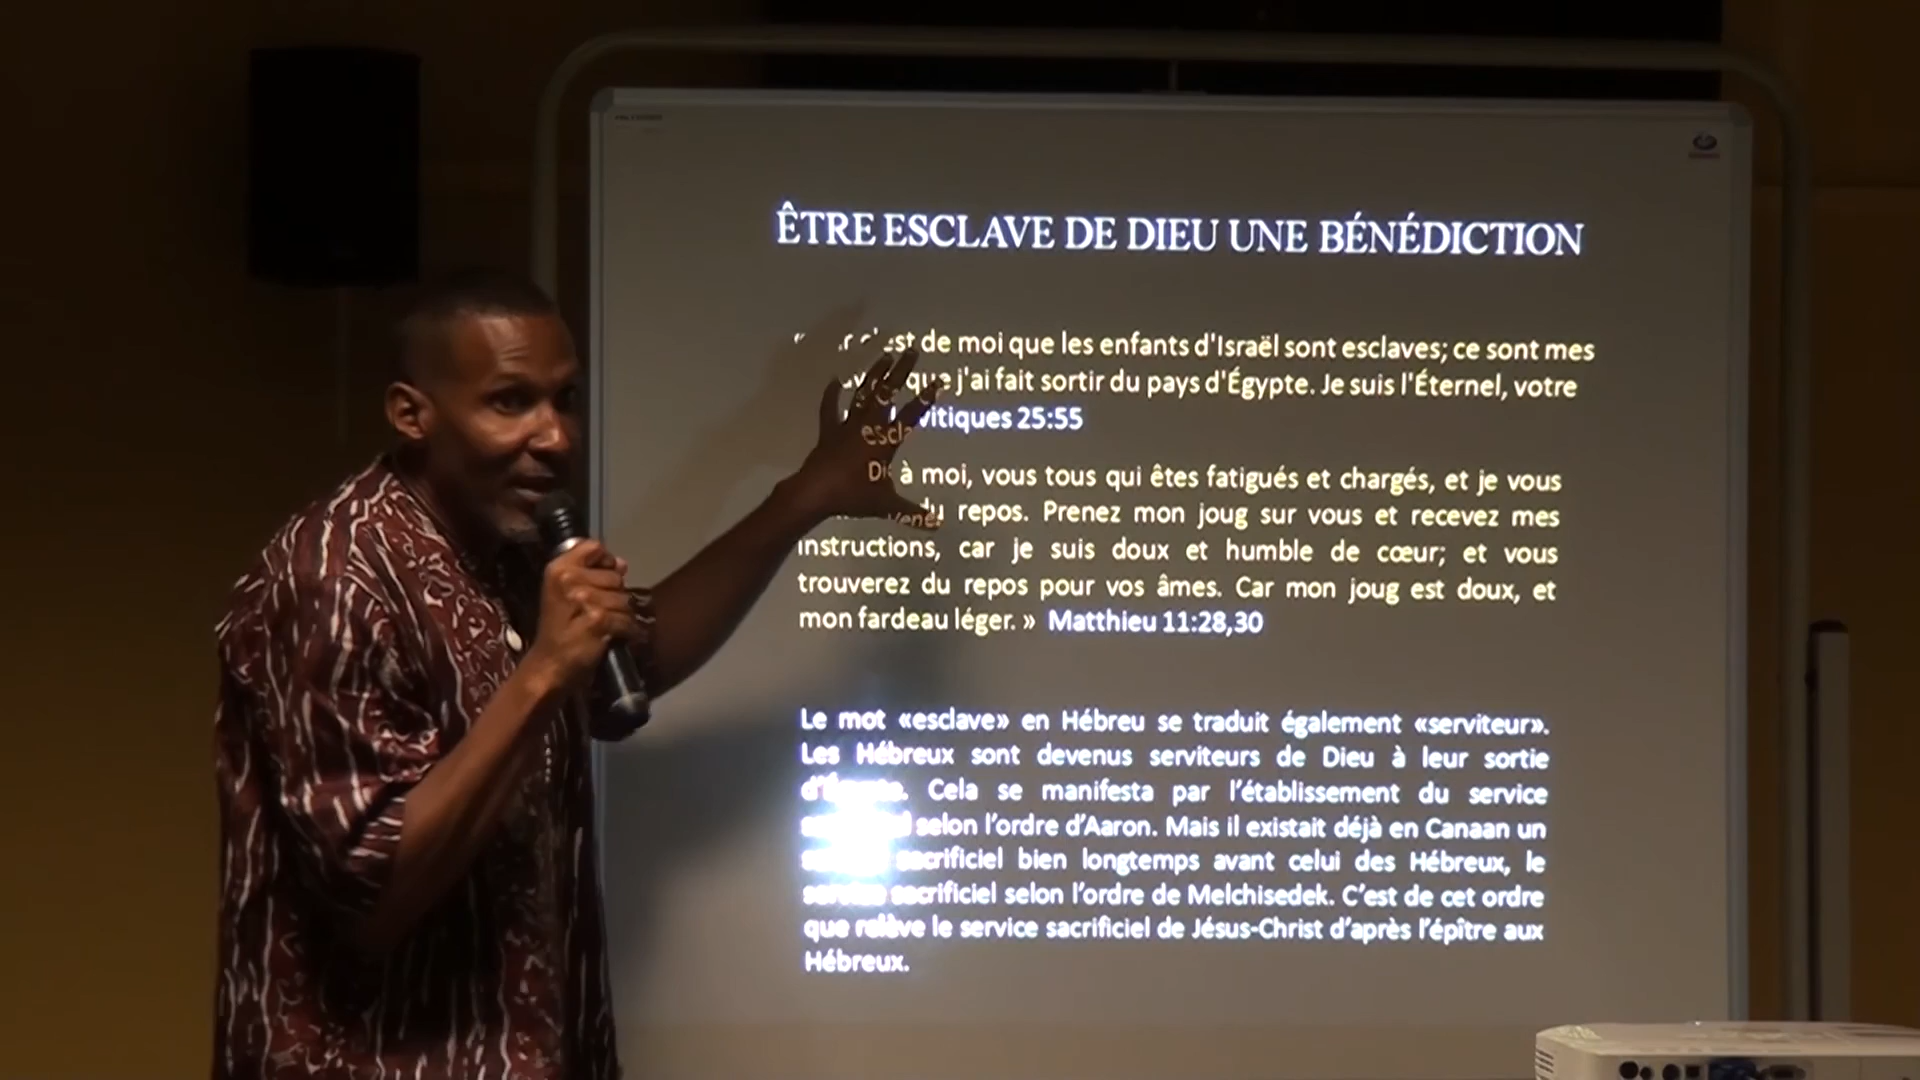 ÊTRE ESCLAVE DE DIEU UNE BÉNÉDICTION
de moi que les enfants d'Israël sont esclaves; ce sont mes
que j'ai fait sortir du pays d'Égypte. Je suis l'Éternel, votre
25:55
à moi, vous tous qui êtes fatigués et chargés, et je vous
du repos. Prenez mon joug sur vous et recevez mes
instructions, car je suis doux et humble de cœur; et vous
trouverez du repos pour vos âmes. Car mon joug est doux, et
mon fardeau léger. » Matthieu 11:28,30
Le mot «esclave» en Hébreu se traduit également «serviteur».
Les Hébreux sont devenus serviteurs de Dieu à leur sortie
Cela se manifesta par l'établissement du service
selon l'ordre d'Aaron. Mais il existait déjà en Canaan un
sacrificiel bien longtemps avant celui des Hébreux, le
service sacrificiel selon l'ordre de Melchisedek. C'est de cet ordre
que relève le service sacrificiel de Jésus-Christ d'après l'épître aux
Hébreux.